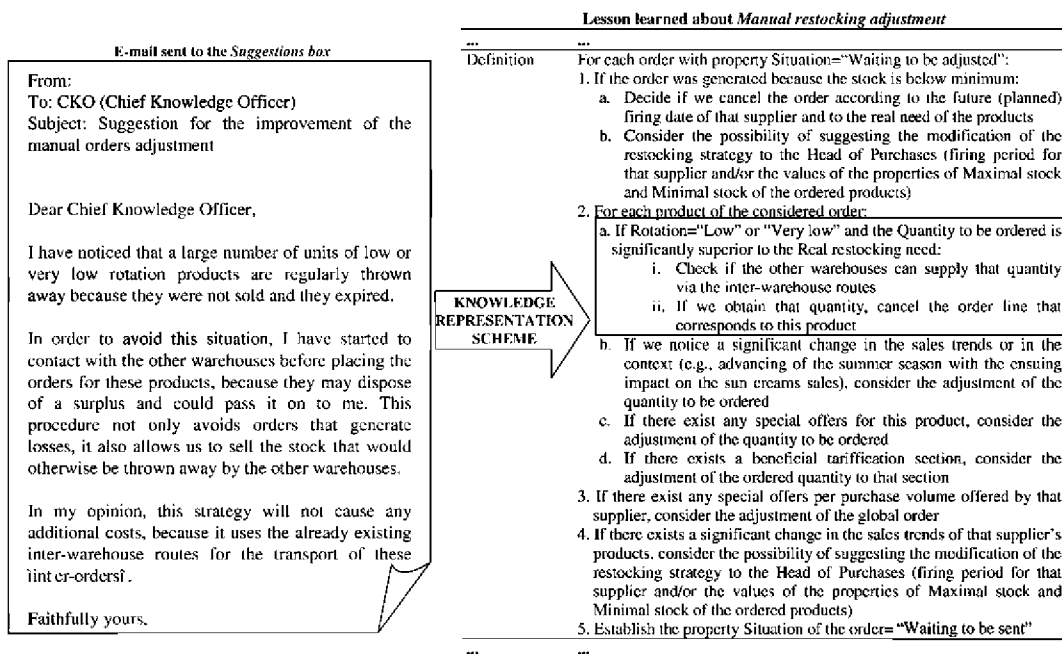 E-mail sent to the Suggestions box
From:
To: CKO (Chief Knowledge Officer)
Subject: Suggestion for the improvement of the
manual orders adjustment
Dear Chief Knowledge Officer,
I have noticed that a large number of units of low or
very low rotation products are regularly thrown
away because they were not sold and they expired.
In order to avoid this situation, I have started to
contact with the other warehouses before placing the
orders for these products, because they may dispose
of a surplus and could pass it on to me. This
procedure not only avoids orders that generate
losses, it also allows us to sell the stock that would
otherwise be thrown away by the other warehouses.
In my opinion, this strategy will not cause any
additional costs, because it uses the already existing
inter-warehouse routes for the transport of these
ìint er-ordersî .
Faithfully yours.
KNOWLEDGE
REPRESENTATION
SCHEME
Lesson learned about Manual restocking adjustment
... ...
Definition For each order with property Situation="Waiting to be adjusted":
1. If the order was generated because the stock is below minimum:
a. Decide if we cancel the order according to the future (planned)
firing date of that supplier and to the real need of the products
b. Consider the possibility of suggesting the modification of the
restocking strategy to the Head of Purchases (firing period for
that supplier and/or the values of the properties of Maximal stock
and Minimal stock of the ordered products)
2. For each product of the considered order:
a. If Rotation="Low" or "Very low" and the Quantity to be ordered is
significantly superior to the Real restocking need:
i. Check if the other warehouses can supply that quantity
via the inter-warehouse routes
ii. If we obtain that quantity, cancel the order line that
corresponds to this product
b. If we notice a significant change in the sales trends or in the
context (e.g., advancing of the summer season with the ensuing
impact on the sun creams sales), consider the adjustment of the
quantity to be ordered
c. If there exist any special offers for this product, consider the
adjustment of the quantity to be ordered
d. If there exists a beneficial tariffication section, consider the
adjustment of the ordered quantity to that section
3. If there exist any special offers per purchase volume offered by that
supplier, consider the adjustment of the global order
4. If there exists a significant change in the sales trends of that supplier's
products, consider the possibility of suggesting the modification of the
restocking strategy to the Head of Purchases (firing period for that
supplier and/or the values of the properties of Maximal stock and
Minimal stock of the ordered products)
5. Establish the property Situation of the order= "Waiting to be sent"
... ...